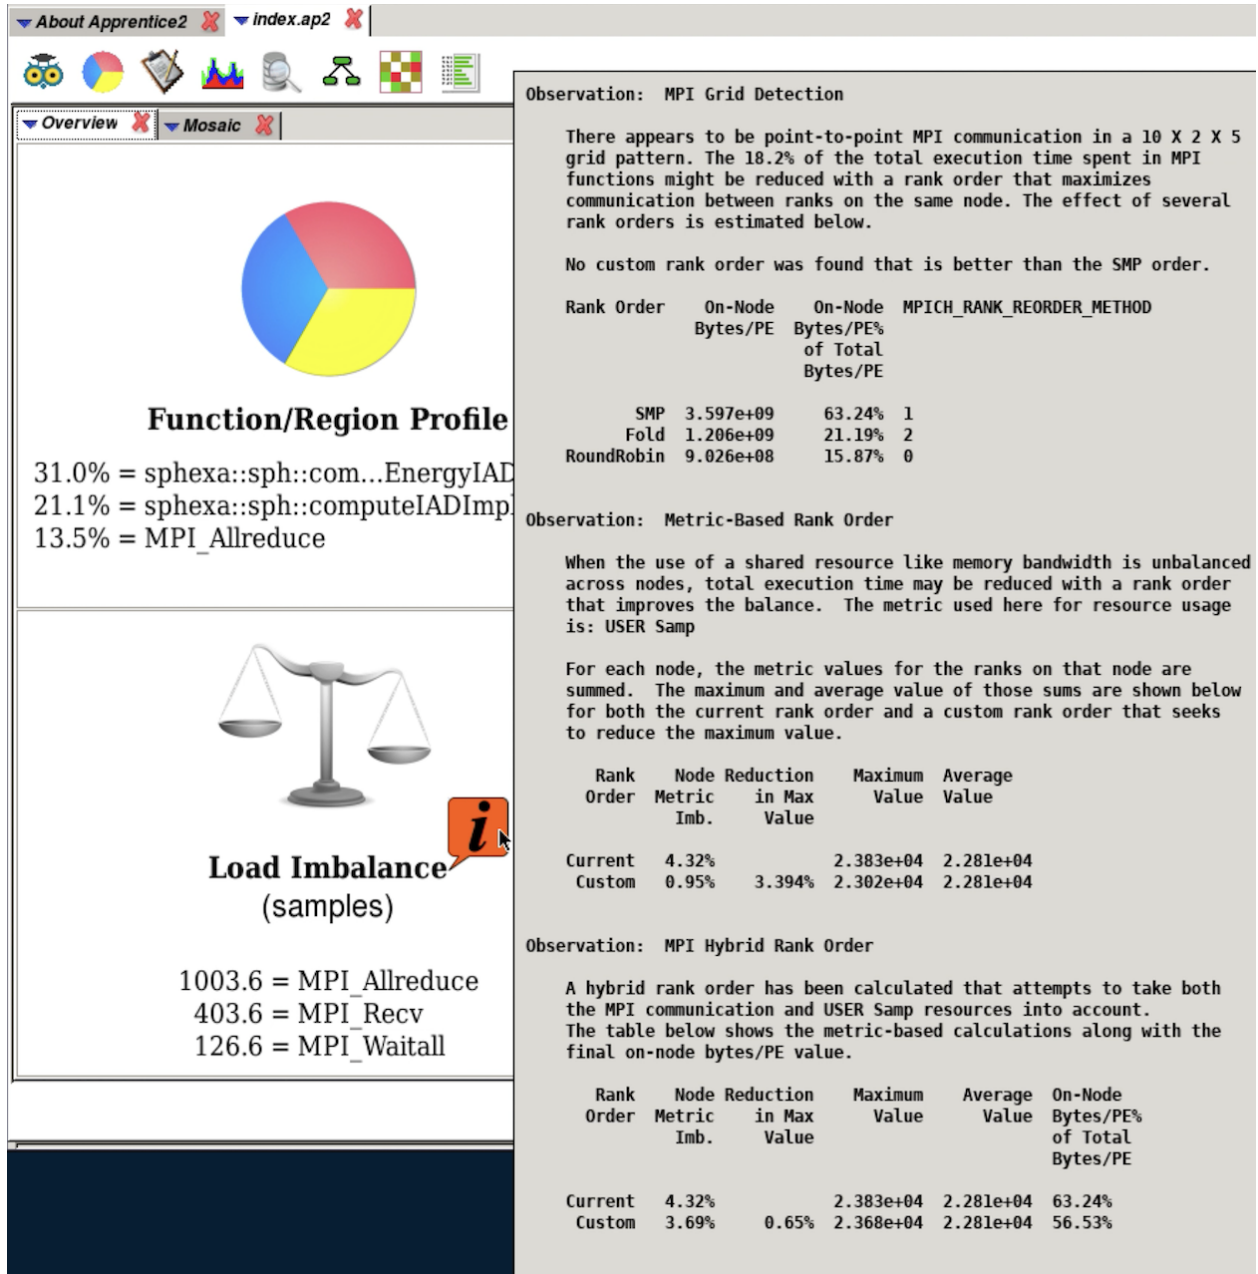 About Apprentice2
index.ap2
Overview
Mosaic
Function/Region Profile
31.0% = sphexa::sph::com...EnergyIAD
21.1% = sphexa::sph::computeIADImpl
13.5% = MPI_Allreduce
i
Load Imbalance
(samples)
1003.6 = MPI_Allreduce
403.6 = MPI_Recv
126.6 = MPI_Waitall
Observation:  MPI Grid Detection
There appears to be point-to-point MPI communication in a 10 X 2 X 5
grid pattern. The 18.2% of the total execution time spent in MPI
functions might be reduced with a rank order that maximizes
communication between ranks on the same node. The effect of several
rank orders is estimated below.
No custom rank order was found that is better than the SMP order.
Rank Order    On-Node    On-Node  MPICH_RANK_REORDER_METHOD
Bytes/PE  Bytes/PE%
of Total
Bytes/PE
SMP  3.597e+09     63.24%  1
Fold  1.206e+09     21.19%  2
RoundRobin  9.026e+08     15.87%  0
Observation:  Metric-Based Rank Order
When the use of a shared resource like memory bandwidth is unbalanced
across nodes, total execution time may be reduced with a rank order
that improves the balance.  The metric used here for resource usage
is: USER Samp
For each node, the metric values for the ranks on that node are
summed.  The maximum and average value of those sums are shown below
for both the current rank order and a custom rank order that seeks
to reduce the maximum value.
Rank    Node Reduction    Maximum  Average
Order  Metric    in Max      Value  Value
Imb.     Value
Current   4.32%            2.383e+04  2.281e+04
Custom   0.95%    3.394%  2.302e+04  2.281e+04
Observation:  MPI Hybrid Rank Order
A hybrid rank order has been calculated that attempts to take both
the MPI communication and USER Samp resources into account.
The table below shows the metric-based calculations along with the
final on-node bytes/PE value.
Rank    Node Reduction    Maximum    Average  On-Node
Order  Metric    in Max      Value      Value  Bytes/PE%
Imb.     Value                         of Total
Bytes/PE
Current   4.32%            2.383e+04  2.281e+04  63.24%
Custom   3.69%     0.65%  2.368e+04  2.281e+04  56.53%